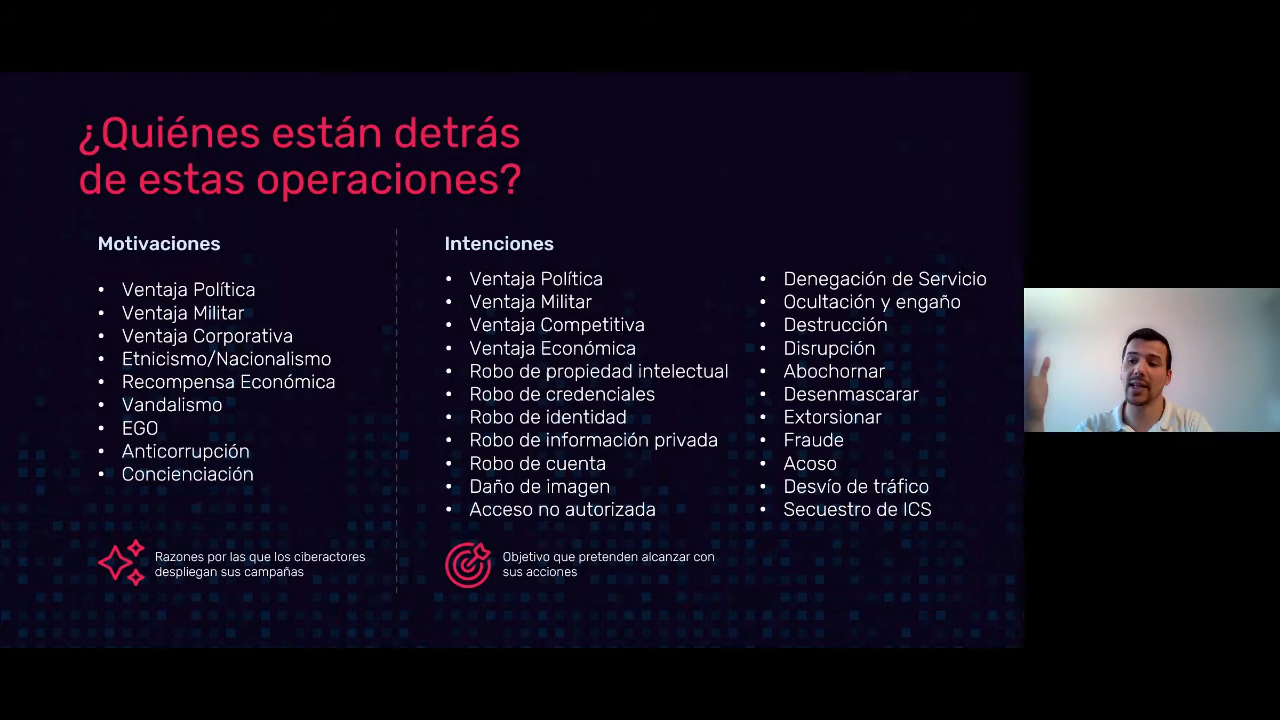 ¿Quiénes están detrás
de estas operaciones?
Motivaciones
• Ventaja Política
• Ventaja Militar
• Ventaja Corporativa
• Etnicismo/Nacionalismo
• Recompensa Económica
• Vandalismo
• EGO
• Anticorrupción
• Concienciación
Razones por las que los ciberactores
despliegan sus campañas
Intenciones
• Ventaja Política
• Ventaja Militar
• Ventaja Competitiva
• Ventaja Económica
• Robo de propiedad intelectual
• Robo de credenciales
• Robo de identidad
• Robo de información privada
• Robo de cuenta
• Daño de imagen
• Acceso no autorizada
• Denegación de Servicio
• Ocultación y engaño
• Destrucción
• Disrupción
• Abochornar
• Desenmascarar
• Extorsionar
• Fraude
• Acoso
• Desvío de tráfico
• Secuestro de ICS
Objetivo que pretenden alcanzar con
sus acciones